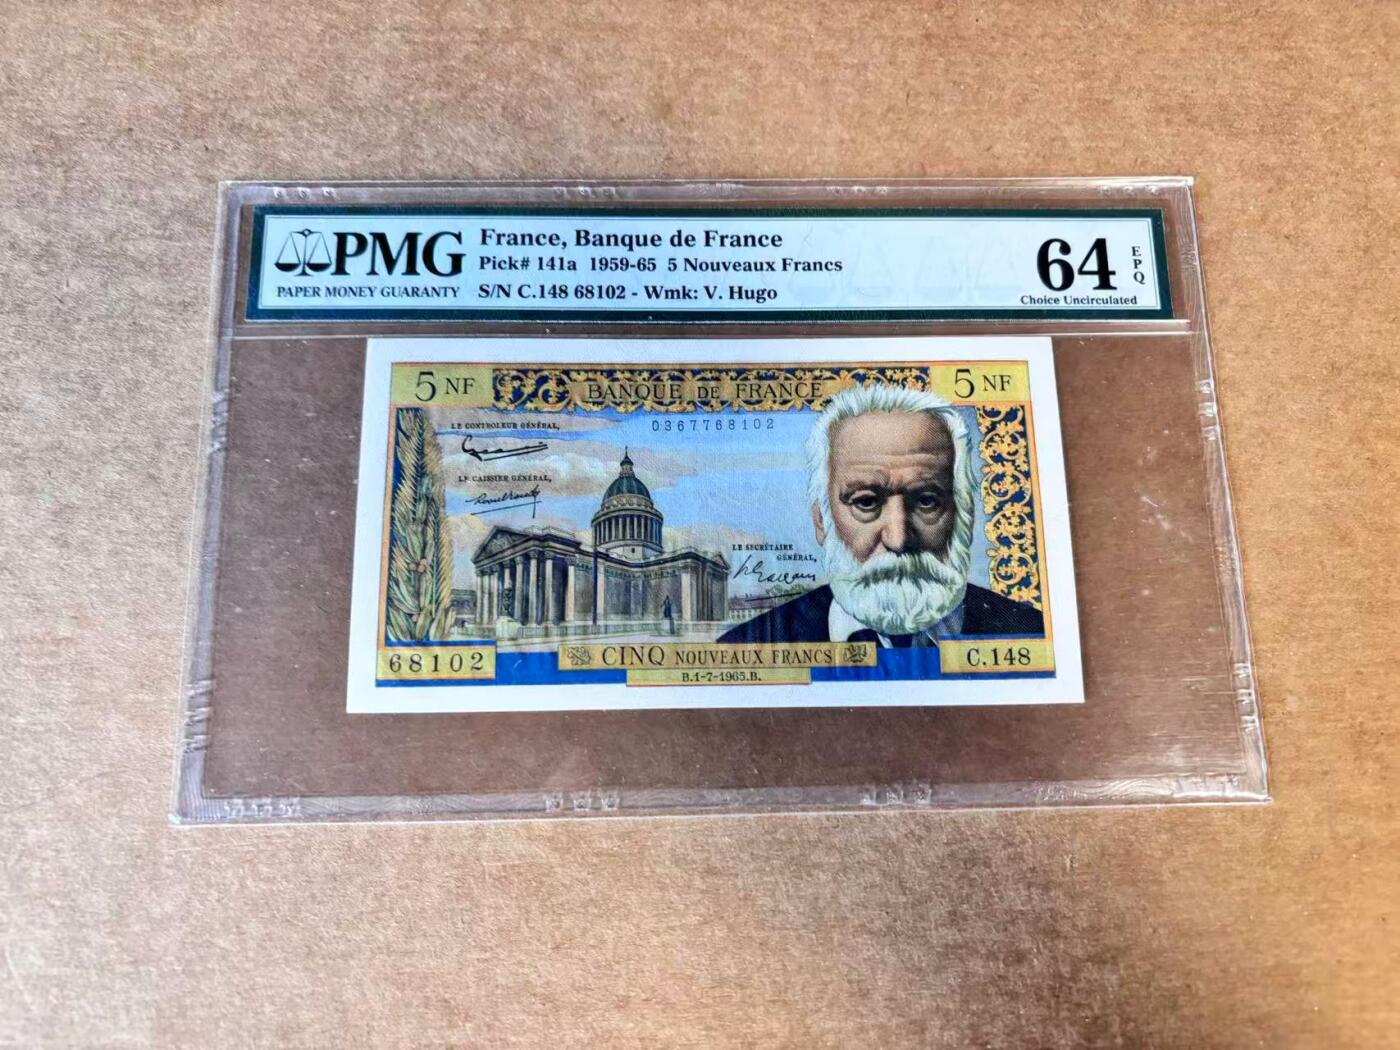 PMG
PAPER MONEY GUARANTY
France, Banque de France
Pick# 141a 1959-65 5 Nouveaux Francs
S/N C.148 68102 - Wmk: V. Hugo
64
EPQ
Choice Uncirculated
5 NF
BANQUE DE FRANCE
5 NF
LE CONTROLEUR GÉNÉRAL,
0367768102
LE CAISSIER GÉNÉRAL,
LE SECRÉTAIRE
GÉNÉRAL,
68102
CINQ NOUVEAUX FRANCS
C.148
B.1-7-1965.B.